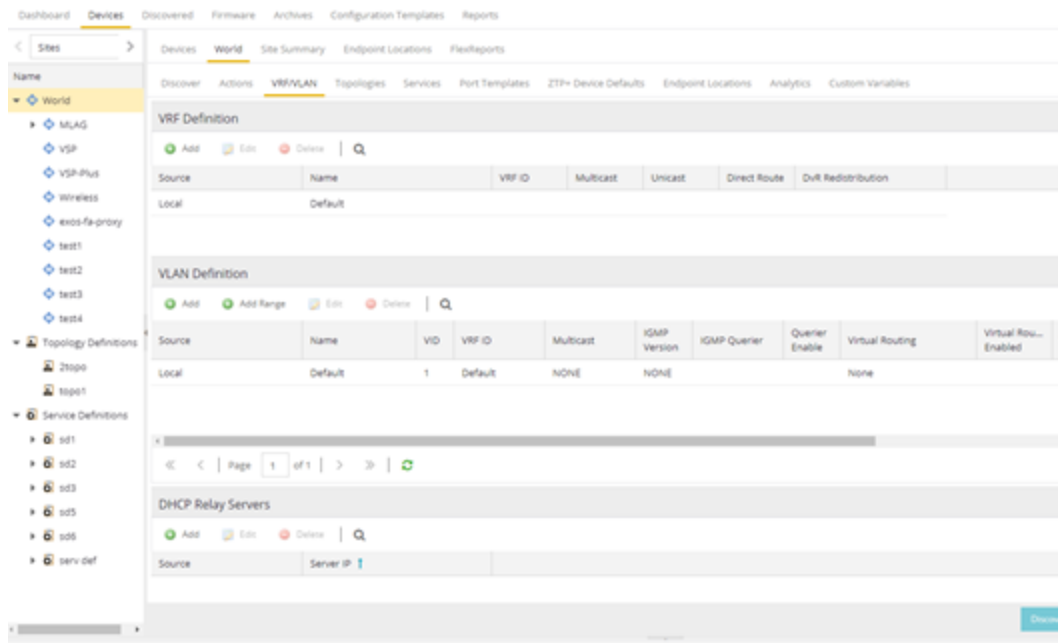 Dashboard Devices Discovered Firmware Archives Configuration Templates Reports
Sites
Devices World Site Summary Endpoint Locations FlexReports
Name
Discover Actions VRF/VLAN Topologies Services Port Templates ZTP+ Device Defaults Endpoint Locations Analytics Custom Variables
World
MLAG
VSP
VSP-Plus
Wireless
exos-fa-proxy
test1
test2
test3
test4
Topology Definitions
2topo
topo1
Service Definitions
sd1
sd2
sd3
sd5
sd6
serv def
VRF Definition
Add Edit Delete
Source Name VRF ID Multicast Unicast Direct Route DvR Redistribution
Local Default
VLAN Definition
Add Add Range Edit Delete
Source Name VID VRF ID Multicast IGMP Version IGMP Querier Querier Enable Virtual Routing Virtual Rou... Enabled
Local Default 1 Default NONE NONE None
Page 1 of 1
DHCP Relay Servers
Add Edit Delete
Source Server IP